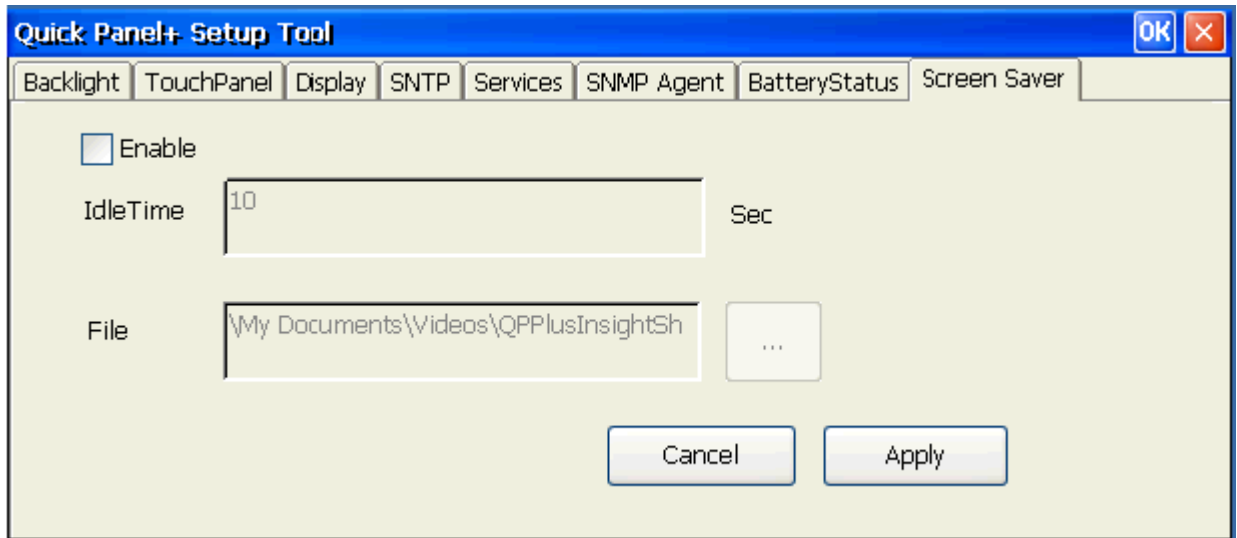 Quick Panel+ Setup Tool OK
Backlight TouchPanel Display SNTP Services SNMP Agent BatteryStatus Screen Saver
Enable
IdleTime 10 Sec
File \My Documents\Videos\QPPlusInsightSh ...
Cancel Apply